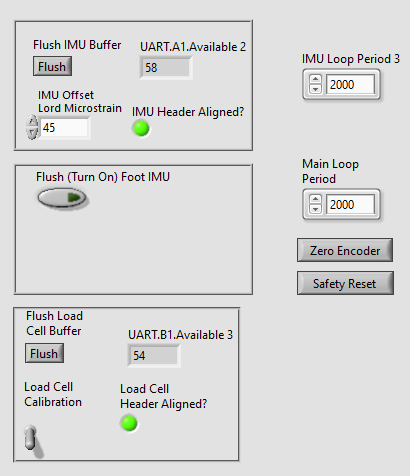 Flush IMU Buffer
UART.A1.Available 2
Flush
58
IMU Offset
Lord Microstrain
45
IMU Header Aligned?
IMU Loop Period 3
2000
Flush (Turn On) Foot IMU
Main Loop
Period
2000
Zero Encoder
Safety Reset
Flush Load
Cell Buffer
UART.B1.Available 3
Flush
54
Load Cell
Calibration
Load Cell
Header Aligned?